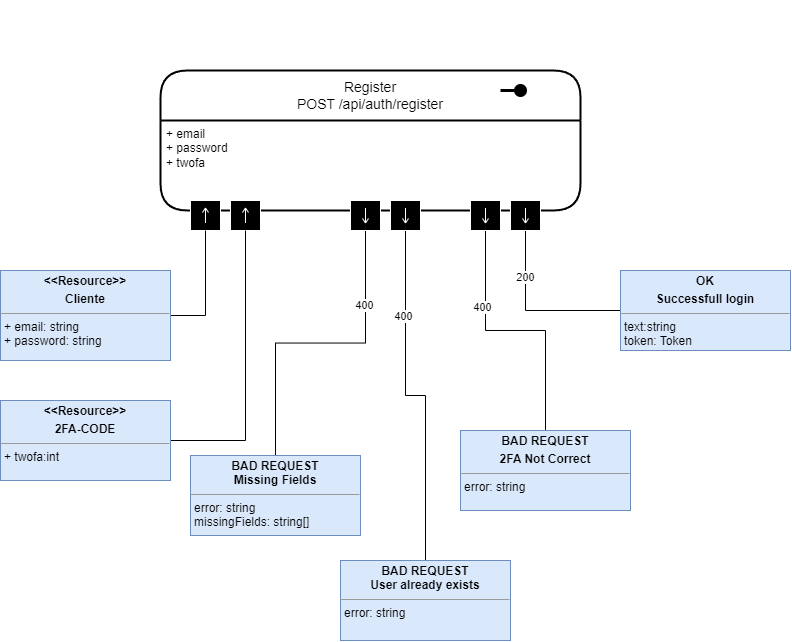 Register
POST /api/auth/register
+ email
+ password
+ twofa
<<Resource>>
Cliente
+ email: string
+ password: string
<<Resource>>
2FA-CODE
+ twofa:int
400
400
400
200
BAD REQUEST
Missing Fields
error: string
missingFields: string[]
BAD REQUEST
User already exists
error: string
BAD REQUEST
2FA Not Correct
error: string
OK
Successfull login
text:string
token: Token